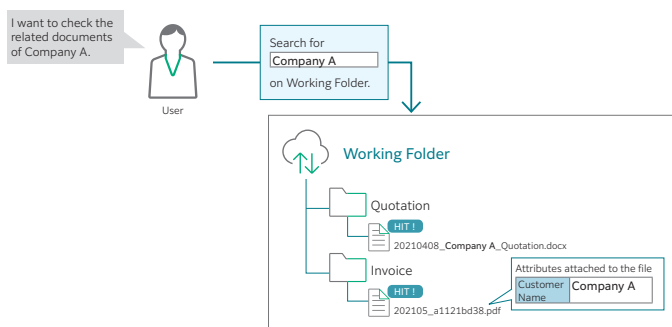 I want to check the
related documents
of Company A.
User
Search for
Company A
on Working Folder.
Working Folder
Quotation
HIT !
20210408_Company A_Quotation.docx
Invoice
HIT !
202105_a1121bd38.pdf
Attributes attached to the file
Customer
Name
Company A